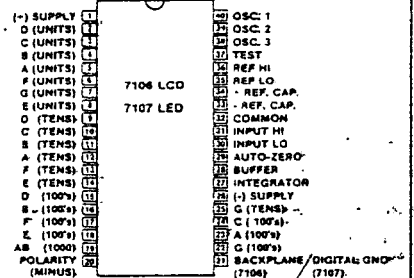 (+) SUPPLY 1
D (UNITS) 2
C (UNITS) 3
B (UNITS) 4
A (UNITS) 5
F (UNITS) 6
G (UNITS) 7
E (UNITS) 8
D (TENS) 9
C (TENS) 10
B (TENS) 11
A (TENS) 12
F (TENS) 13
E (TENS) 14
D (100's) 15
B (100's) 16
F (100's) 17
E (100's) 18
AB (1000) 19
POLARITY 20
(MINUS)
7106 LCD
7107 LED
40 OSC. 1
39 OSC. 2
38 OSC. 3
37 TEST
36 REF HI
35 REF LO
34 + REF. CAP.
33 - REF. CAP.
32 COMMON
31 INPUT HI
30 INPUT LO
29 AUTO-ZERO
28 BUFFER
27 INTEGRATOR
26 (-) SUPPLY
25 G (TENS)
24 C (100's)
23 A (100's)
22 G (100's)
21 BACKPLANE/DIGITAL GND
(7106) (7107)